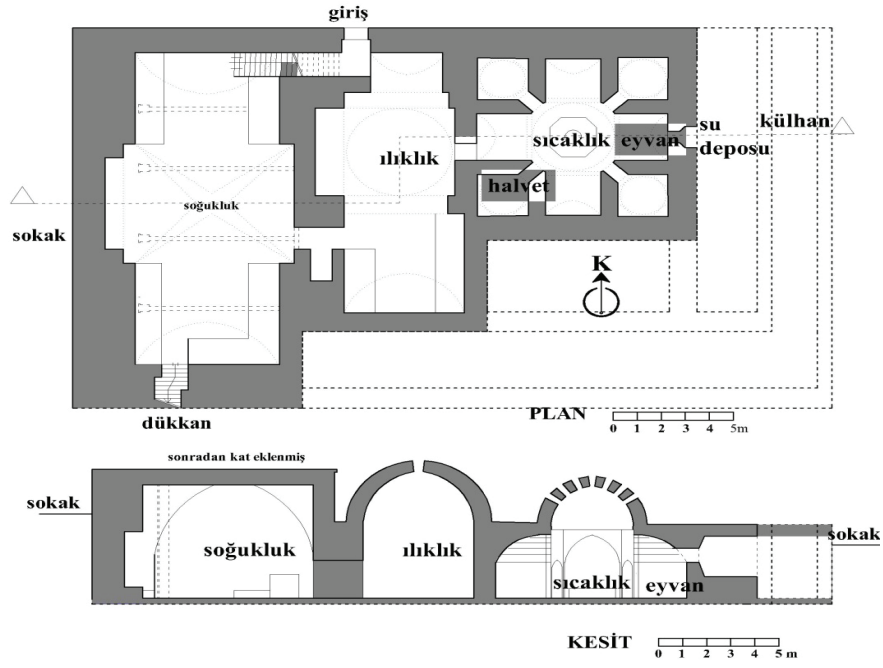 giriş
su
deposu
külhan
sıcaklık
eyvan
ılıklık
halvet
soğukluk
sokak
K
dükkan
PLAN
0 1 2 3 4 5m
sonradan kat eklenmiş
sokak
soğukluk
ılıklık
sıcaklık
eyvan
sokak
KESİT
0 1 2 3 4 5 m